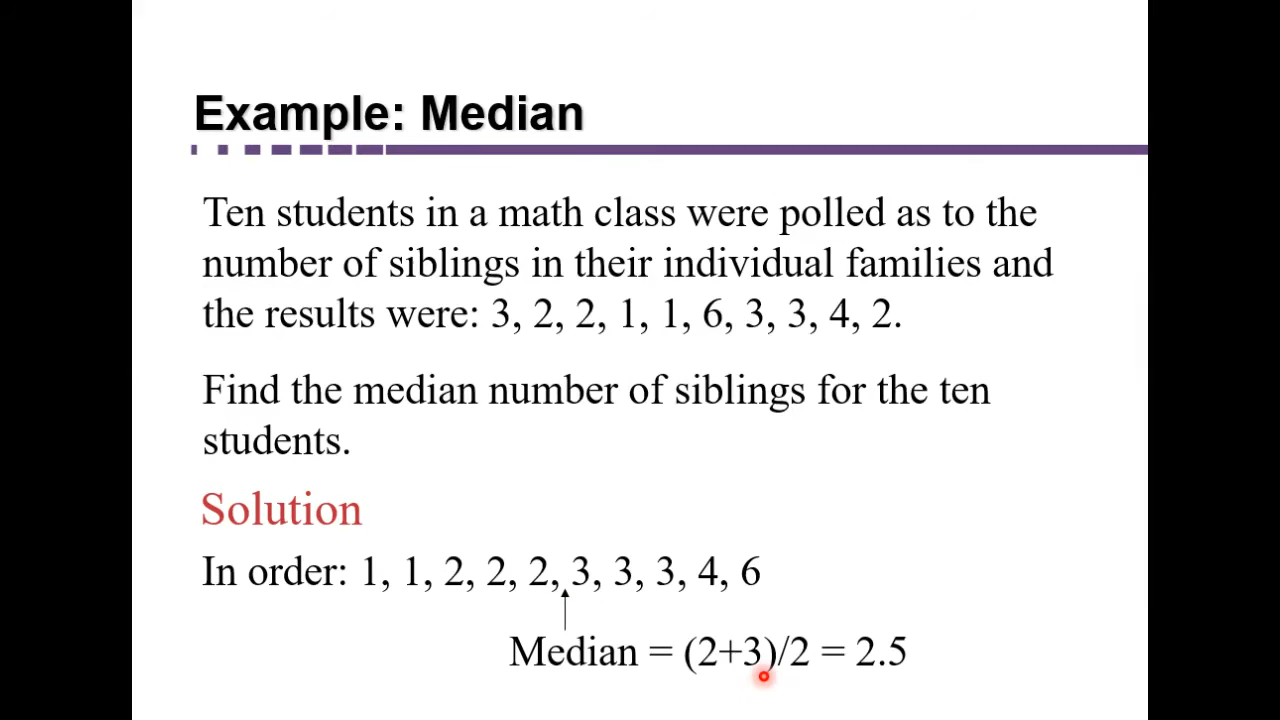 Example: Median
Ten students in a math class were polled as to the
number of siblings in their individual families and
the results were: 3, 2, 2, 1, 1, 6, 3, 3, 4, 2.
Find the median number of siblings for the ten
students.
Solution
In order: 1, 1, 2, 2, 2, 3, 3, 3, 4, 6
Median = (2+3)/2 = 2.5